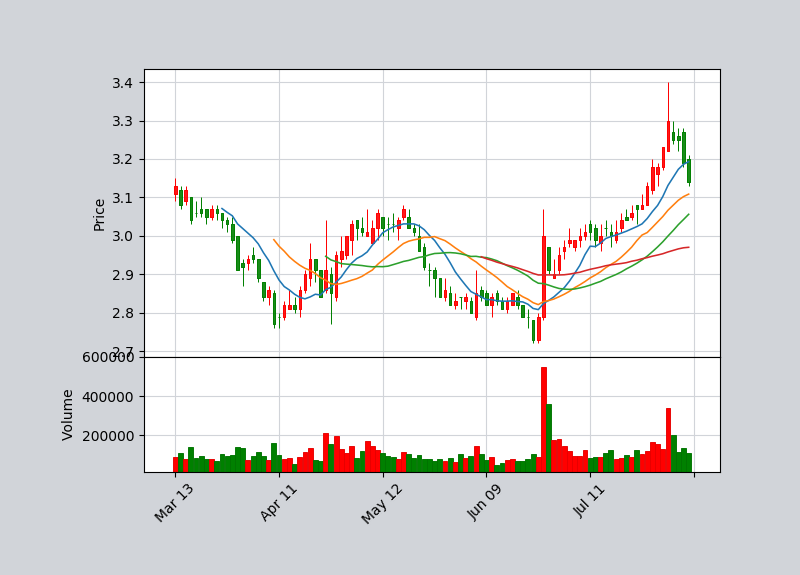 3.4
3.3
3.2
3.1
3.0
2.9
2.8
2.7
Price
600000
400000
200000
Volume
Mar 13
Apr 11
May 12
Jun 09
Jul 11